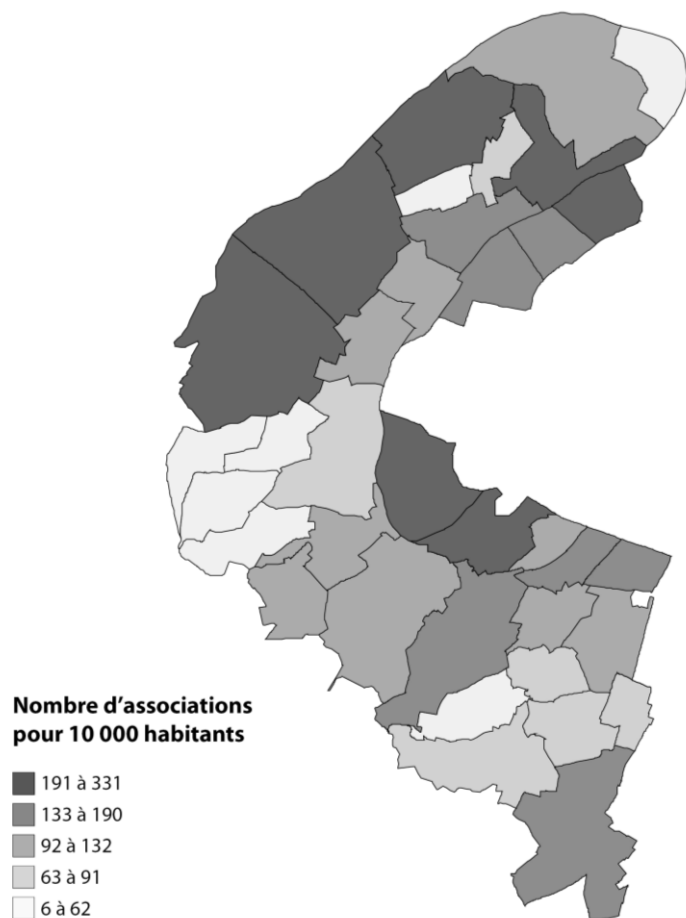 Nombre d’associations
pour 10 000 habitants
191 à 331
133 à 190
92 à 132
63 à 91
6 à 62